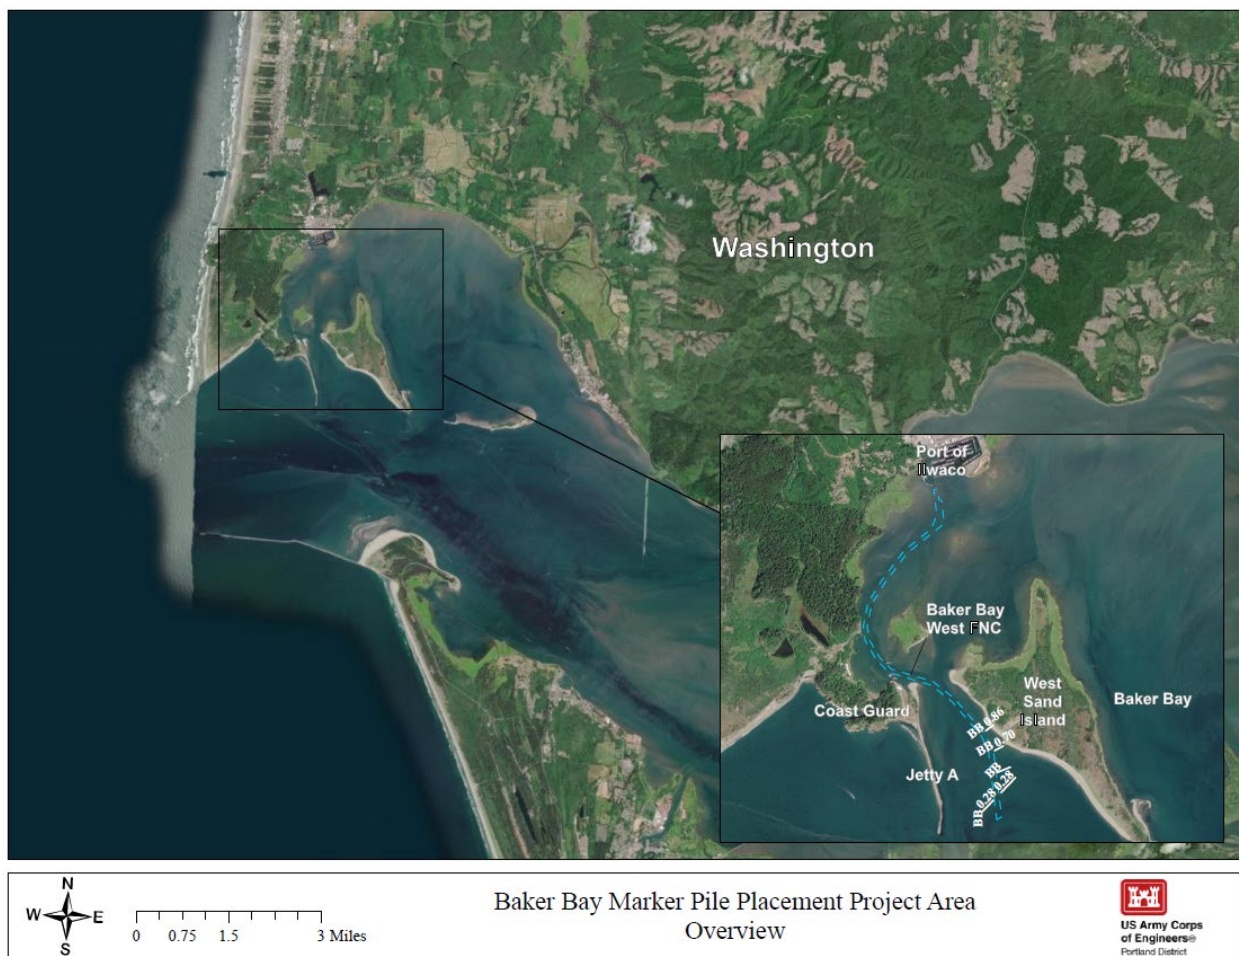 Washington
Port of
Ilwaco
Baker Bay
West FNC
West
Sand
Island
Baker Bay
Coast Guard
BB 0.86
BB 0.70
Jetty A
BB
0.28
BB 0.28
N
W E
S
0 0.75 1.5 3 Miles
Baker Bay Marker Pile Placement Project Area
Overview
US Army Corps
of Engineers®
Portland District